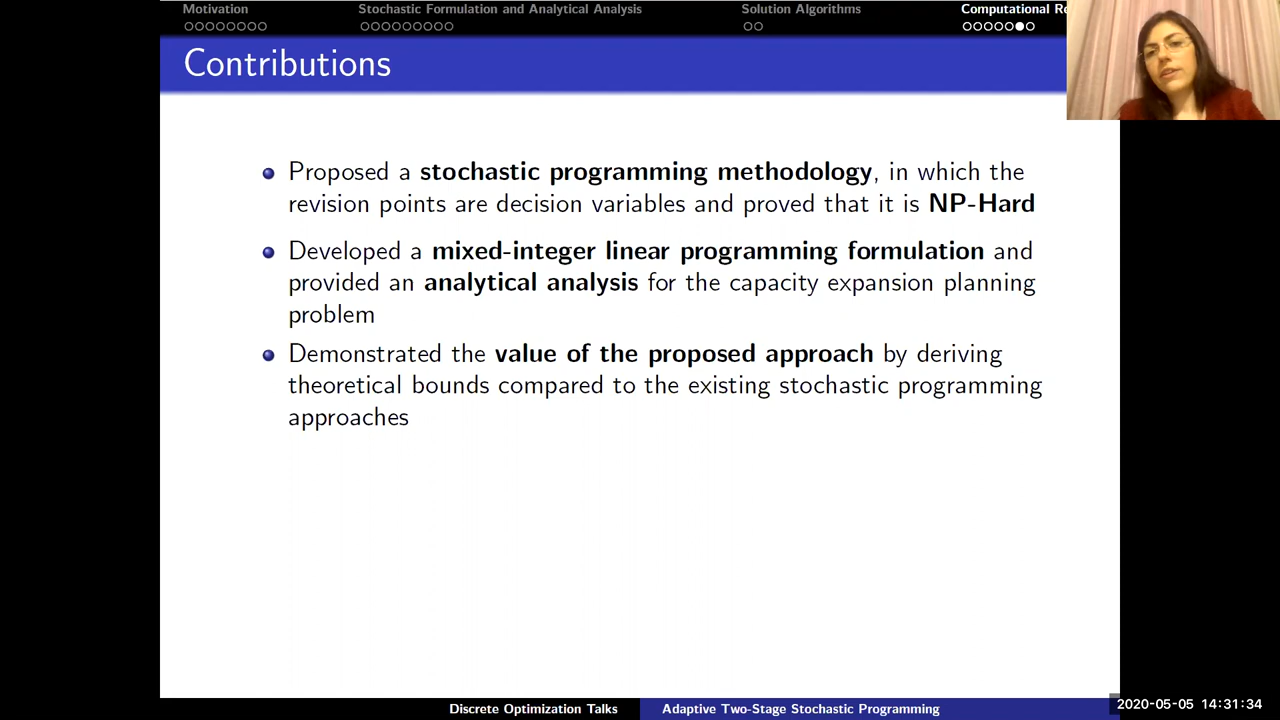 Motivation
Stochastic Formulation and Analytical Analysis
Solution Algorithms
Computational Re
Contributions
Proposed a stochastic programming methodology, in which the
revision points are decision variables and proved that it is NP-Hard
Developed a mixed-integer linear programming formulation and
provided an analytical analysis for the capacity expansion planning
problem
Demonstrated the value of the proposed approach by deriving
theoretical bounds compared to the existing stochastic programming
approaches
Discrete Optimization Talks
Adaptive Two-Stage Stochastic Programming
2020-05-05 14:31:34